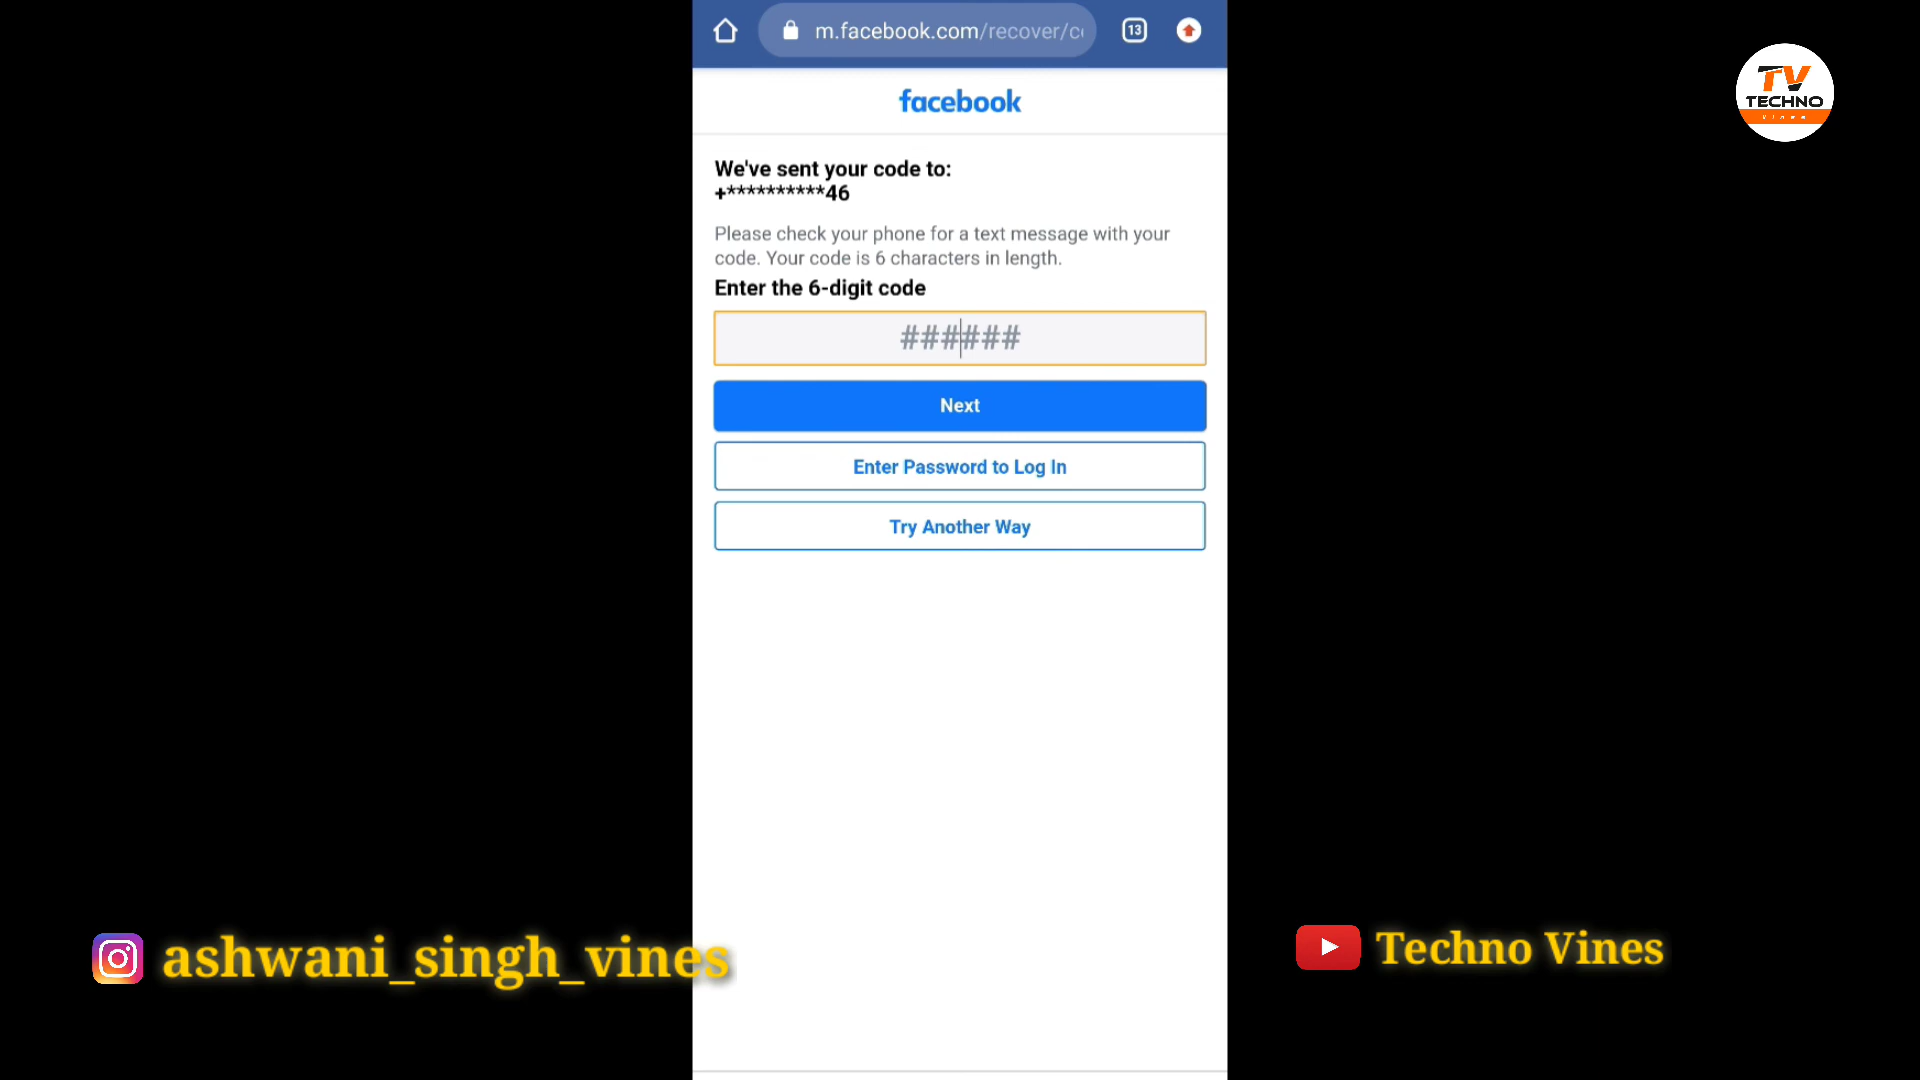 m.facebook.com/recover/c
13
TV
TECHNO
VINES
facebook
We've sent your code to:
+**********46
Please check your phone for a text message with your
code. Your code is 6 characters in length.
Enter the 6-digit code
######
Next
Enter Password to Log In
Try Another Way
ashwani_singh_vines
Techno Vines